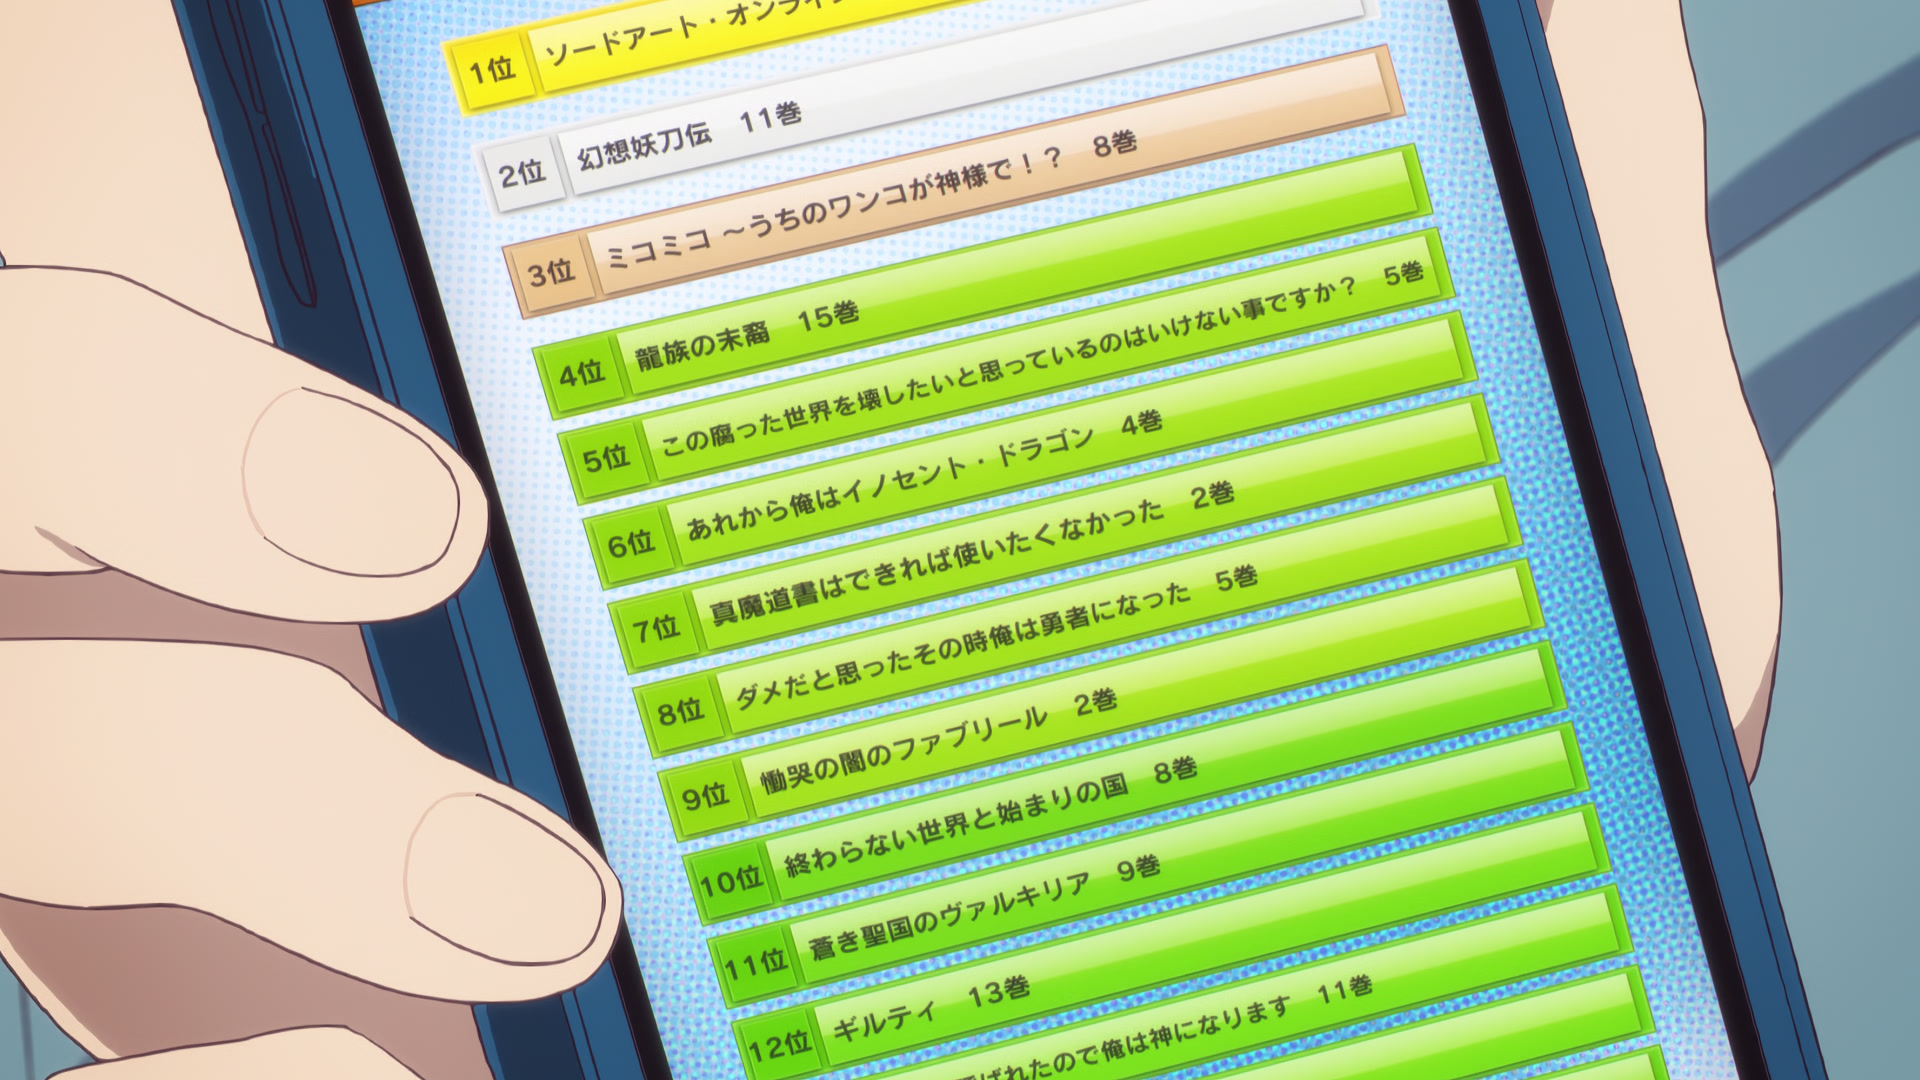 1位 ソードアート・オンライン
2位 幻想妖刀伝 11巻
3位 ミコミコ ～うちのワンコが神様で！？ 8巻
4位 龍族の末裔 15巻
5位 この腐った世界を壊したいと思っているのはいけない事ですか？ 5巻
6位 あれから俺はイノセント・ドラゴン 4巻
7位 真魔道書はできれば使いたくなかった 2巻
8位 ダメだと思ったその時俺は勇者になった 5巻
9位 慟哭の闇のファブリール 2巻
10位 終わらない世界と始まりの国 8巻
11位 蒼き聖国のヴァルキリア 9巻
12位 ギルティ 13巻
ばれたので俺は神になります 11巻